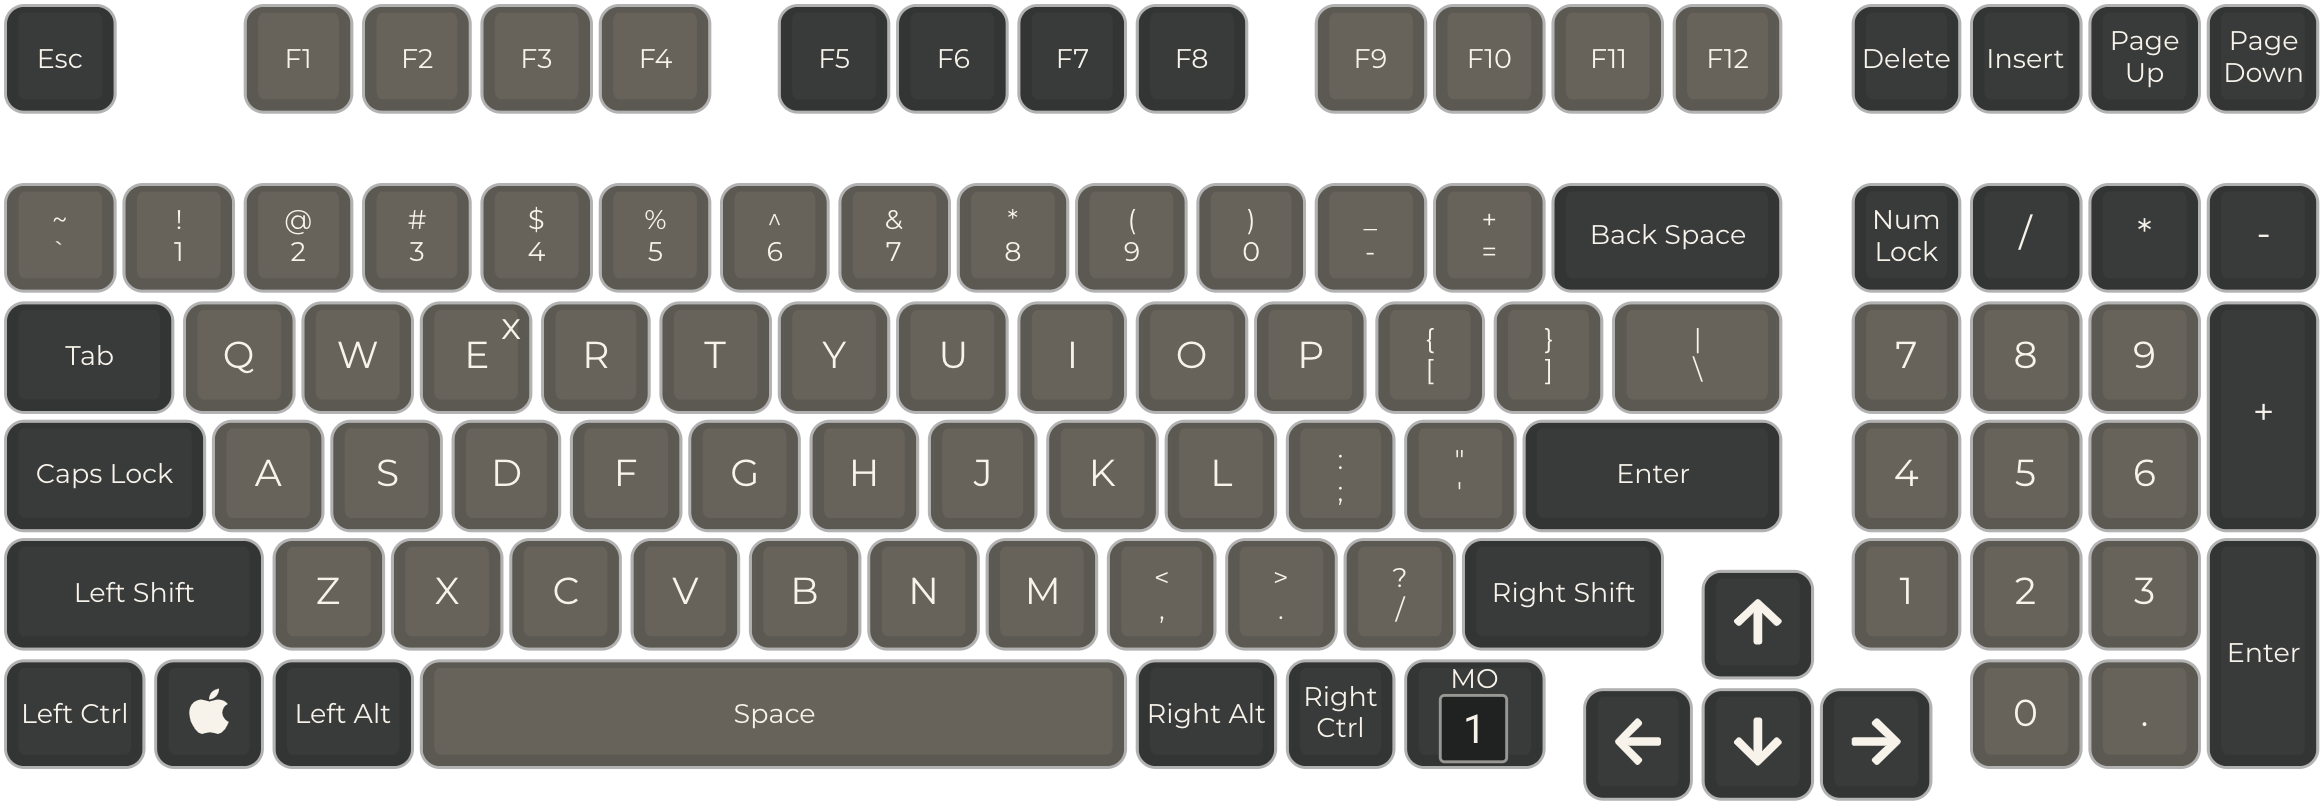 Esc F1 F2 F3 F4 F5 F6 F7 F8 F9 F10 F11 F12 Delete Insert Page Up Page Down
~ ! @ # $ % ^ & * ( ) _ +
` 1 2 3 4 5 6 7 8 9 0 - = Back Space Num Lock / * -
Tab Q W E X R T Y U I O P { [ } ] | \ 7 8 9 +
Caps Lock A S D F G H J K L : ; " ' Enter 4 5 6
Left Shift Z X C V B N M < , > . ? / Right Shift 1 2 3 Enter
Left Ctrl Left Alt Space Right Alt Right Ctrl MO 1 0 .